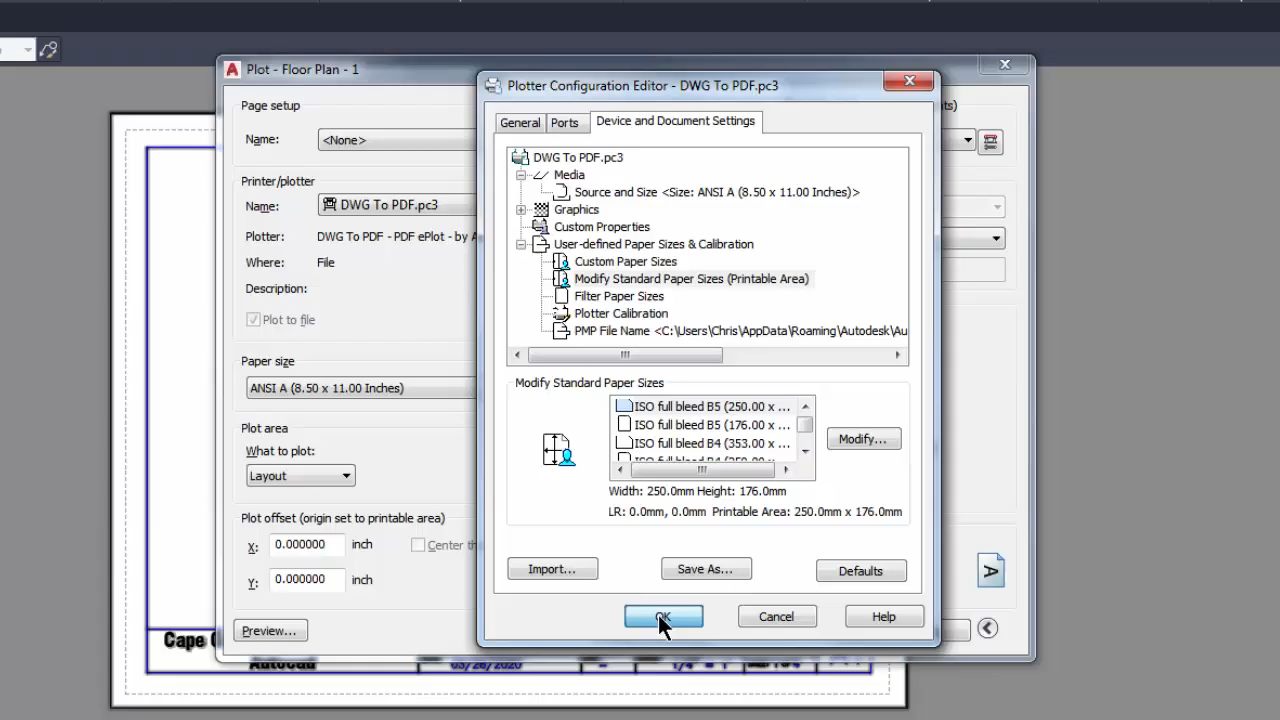 Plot - Floor Plan - 1
Page setup
Name:
<None>
Printer/plotter
Name:
DWG To PDF.pc3
Plotter:
DWG To PDF - PDF ePlot - by
Where:
File
Description:
Plot to file
Paper size
ANSI A (8.50 x 11.00 Inches)
Plot area
What to plot:
Layout
Plot offset (origin set to printable area)
X:
0.000000
inch
Center
Y:
0.000000
inch
Preview...
Plotter Configuration Editor - DWG To PDF.pc3
General
Ports
Device and Document Settings
DWG To PDF.pc3
Media
Source and Size <Size: ANSI A (8.50 x 11.00 Inches)>
Graphics
Custom Properties
User-defined Paper Sizes & Calibration
Custom Paper Sizes
Modify Standard Paper Sizes (Printable Area)
Filter Paper Sizes
Plotter Calibration
PMP File Name <C:\Users\Chris\AppData\Roaming\Autodesk\Au
Modify Standard Paper Sizes
ISO full bleed B5 (250.00 x ...
ISO full bleed B5 (176.00 x ...
ISO full bleed B4 (353.00 x ...
Modify...
Width: 250.0mm Height: 176.0mm
LR: 0.0mm, 0.0mm Printable Area: 250.0mm x 176.0mm
Import...
Save As...
Defaults
OK
Cancel
Help
A
Cape
Autocad
03/26/2020